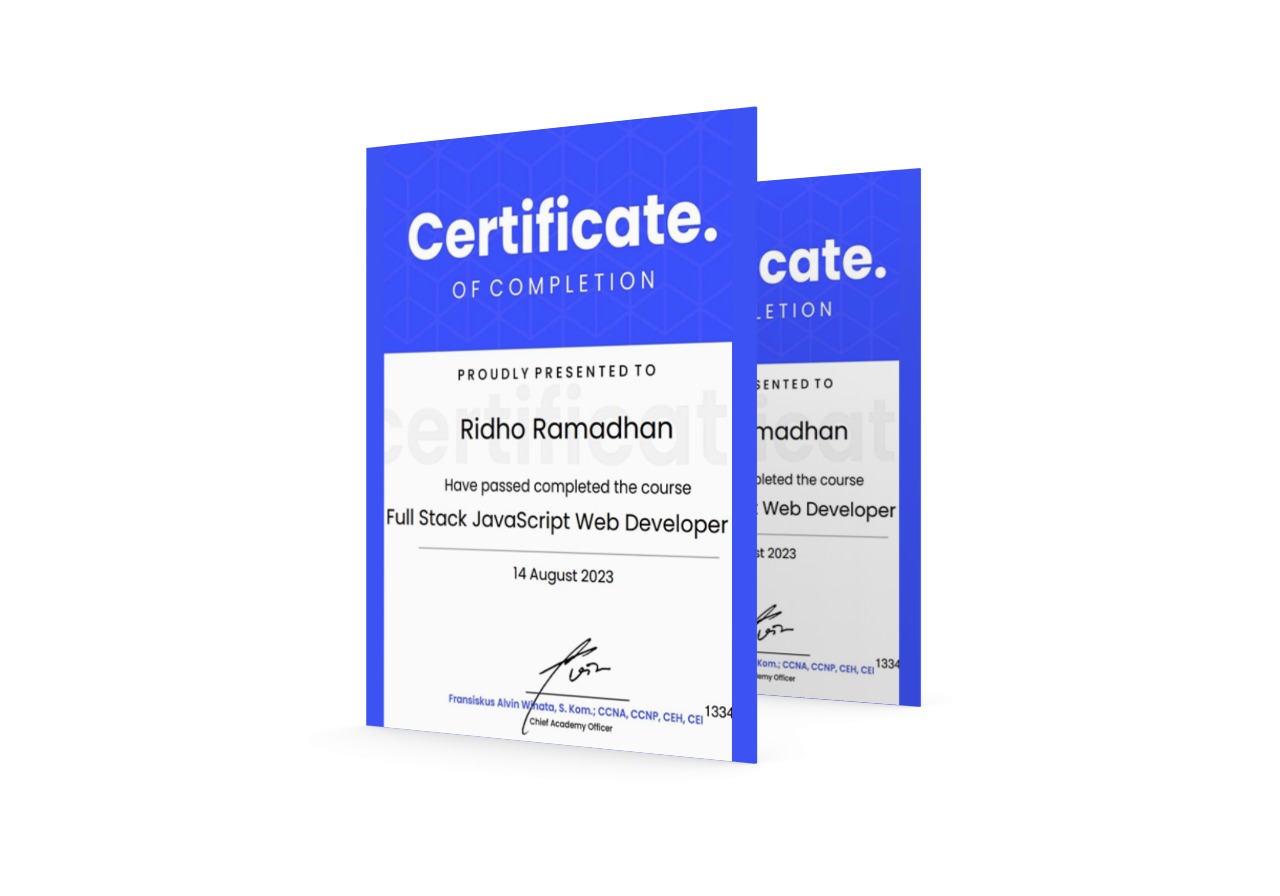 Certificate.
OF COMPLETION
PROUDLY PRESENTED TO
certificat
Ridho Ramadhan
Have passed completed the course
Full Stack JavaScript Web Developer
14 August 2023
Fransiskus Alvin Winata, S. Kom.; CCNA, CCNP, CEH, CEI
1334
Chief Academy Officer
cate.
LETION
SENTED TO
icat
madhan
pleted the course
Web Developer
st 2023
Kom.; CCNA, CCNP, CEH, CEI
1334
emy Officer